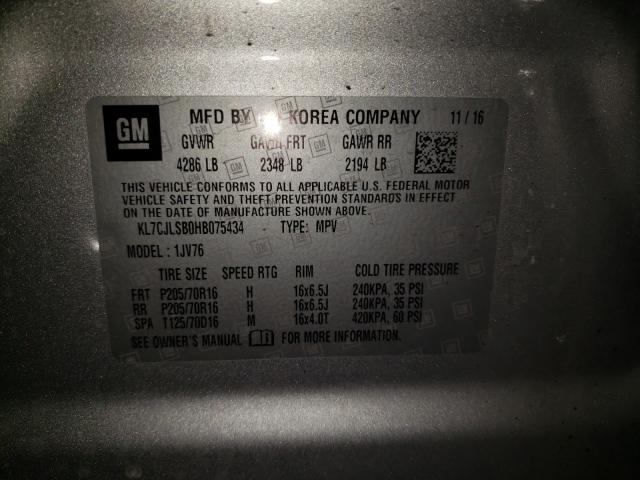 GM MFD BY KOREA COMPANY 11 / 16
GVWR GAWR FRT GAWR RR
4286 LB 2348 LB 2194 LB
THIS VEHICLE CONFORMS TO ALL APPLICABLE U.S. FEDERAL MOTOR
VEHICLE SAFETY AND THEFT PREVENTION STANDARDS IN EFFECT ON
THE DATE OF MANUFACTURE SHOWN ABOVE.
KL7CJLSB0HB075434 TYPE: MPV
MODEL : 1JV76
TIRE SIZE SPEED RTG RIM COLD TIRE PRESSURE
FRT P205/70R16 H 16x6.5J 240KPA, 35 PSI
RR P205/70R16 H 16x6.5J 240KPA, 35 PSI
SPA T125/70D16 M 16x4.0T 420KPA, 60 PSI
SEE OWNER'S MANUAL FOR MORE INFORMATION.